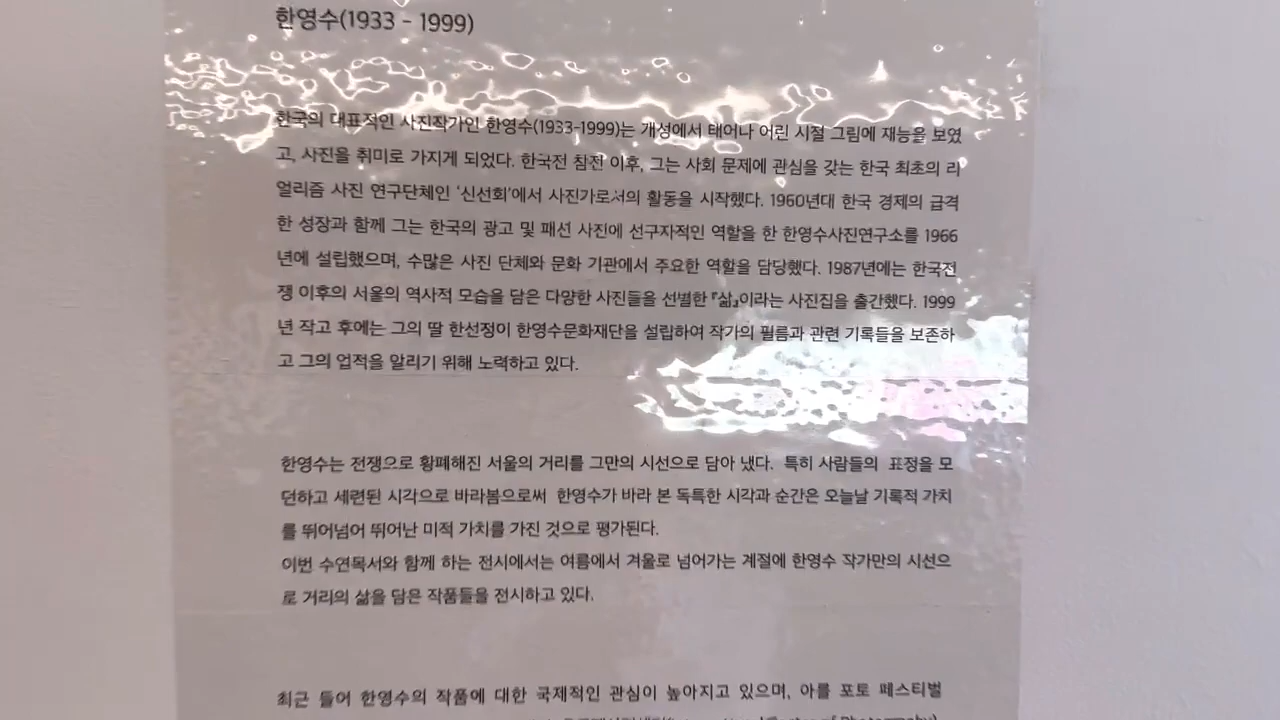 한영수(1933 - 1999)
한국의 대표적인 사진작가인 한영수(1933-1999)는 개성에서 태어나 어린 시절 그림에 재능을 보였
고, 사진을 취미로 가지게 되었다. 한국전 참전 이후, 그는 사회 문제에 관심을 갖는 한국 최초의 리
얼리즘 사진 연구단체인 '신선회'에서 사진가로서의 활동을 시작했다. 1960년대 한국 경제의 급격
한 성장과 함께 그는 한국의 광고 및 패션 사진에 선구자적인 역할을 한 한영수사진연구소를 1966
년에 설립했으며, 수많은 사진 단체와 문화 기관에서 주요한 역할을 담당했다. 1987년에는 한국전
쟁 이후의 서울의 역사적 모습을 담은 다양한 사진들을 선별한 『삶』이라는 사진집을 출간했다. 1999
년 작고 후에는 그의 딸 한선정이 한영수문화재단을 설립하여 작가의 필름과 관련 기록들을 보존하
고 그의 업적을 알리기 위해 노력하고 있다.
한영수는 전쟁으로 황폐해진 서울의 거리를 그만의 시선으로 담아 냈다. 특히 사람들의 표정을 모
던하고 세련된 시각으로 바라봄으로써 한영수가 바라 본 독특한 시각과 순간은 오늘날 기록적 가치
를 뛰어넘어 뛰어난 미적 가치를 가진 것으로 평가된다.
이번 수연목서와 함께 하는 전시에서는 여름에서 겨울로 넘어가는 계절에 한영수 작가만의 시선으
로 거리의 삶을 담은 작품들을 전시하고 있다.
최근 들어 한영수의 작품에 대한 국제적인 관심이 높아지고 있으며, 아를 포토 페스티벌